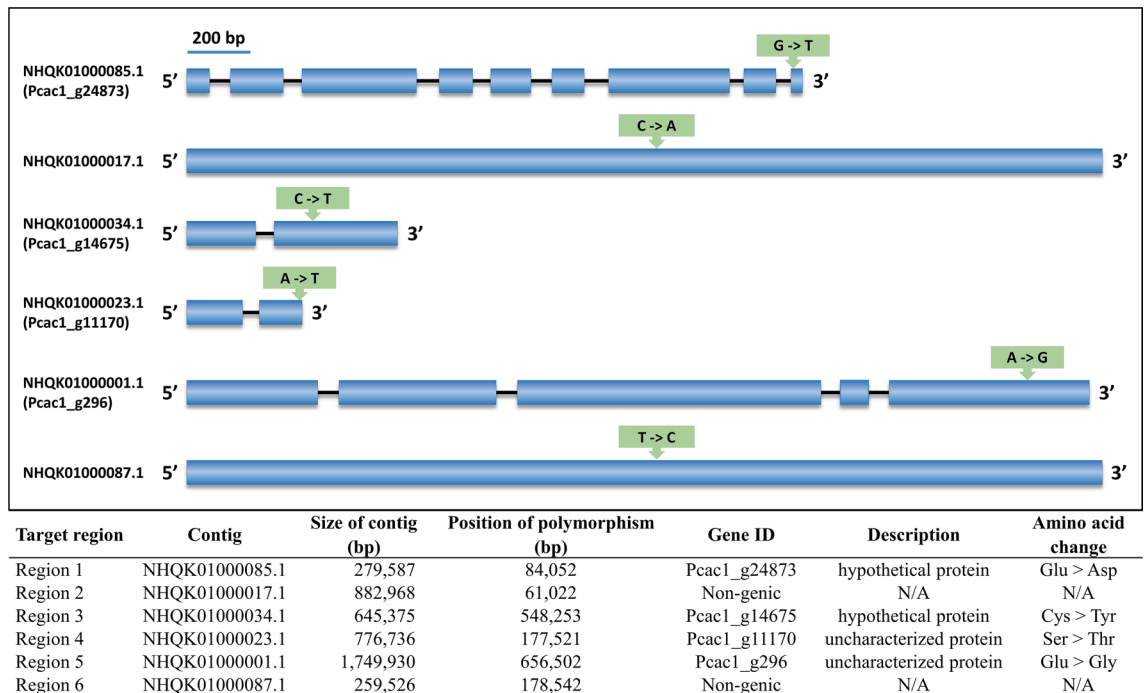 200 bp
G -> T
NHQK01000085.1
(Pcac1_g24873)
5’
3’
C -> A
NHQK01000017.1
5’
3’
C -> T
NHQK01000034.1
(Pcac1_g14675)
5’
3’
A -> T
NHQK01000023.1
(Pcac1_g11170)
5’
3’
A -> G
NHQK01000001.1
(Pcac1_g296)
5’
3’
T -> C
NHQK01000087.1
5’
3’
Target region Contig Size of contig (bp) Position of polymorphism (bp) Gene ID Description Amino acid change
Region 1 NHQK01000085.1 279,587 84,052 Pcac1_g24873 hypothetical protein Glu > Asp
Region 2 NHQK01000017.1 882,968 61,022 Non-genic N/A N/A
Region 3 NHQK01000034.1 645,375 548,253 Pcac1_g14675 hypothetical protein Cys > Tyr
Region 4 NHQK01000023.1 776,736 177,521 Pcac1_g11170 uncharacterized protein Ser > Thr
Region 5 NHQK01000001.1 1,749,930 656,502 Pcac1_g296 uncharacterized protein Glu > Gly
Region 6 NHQK01000087.1 259,526 178,542 Non-genic N/A N/A